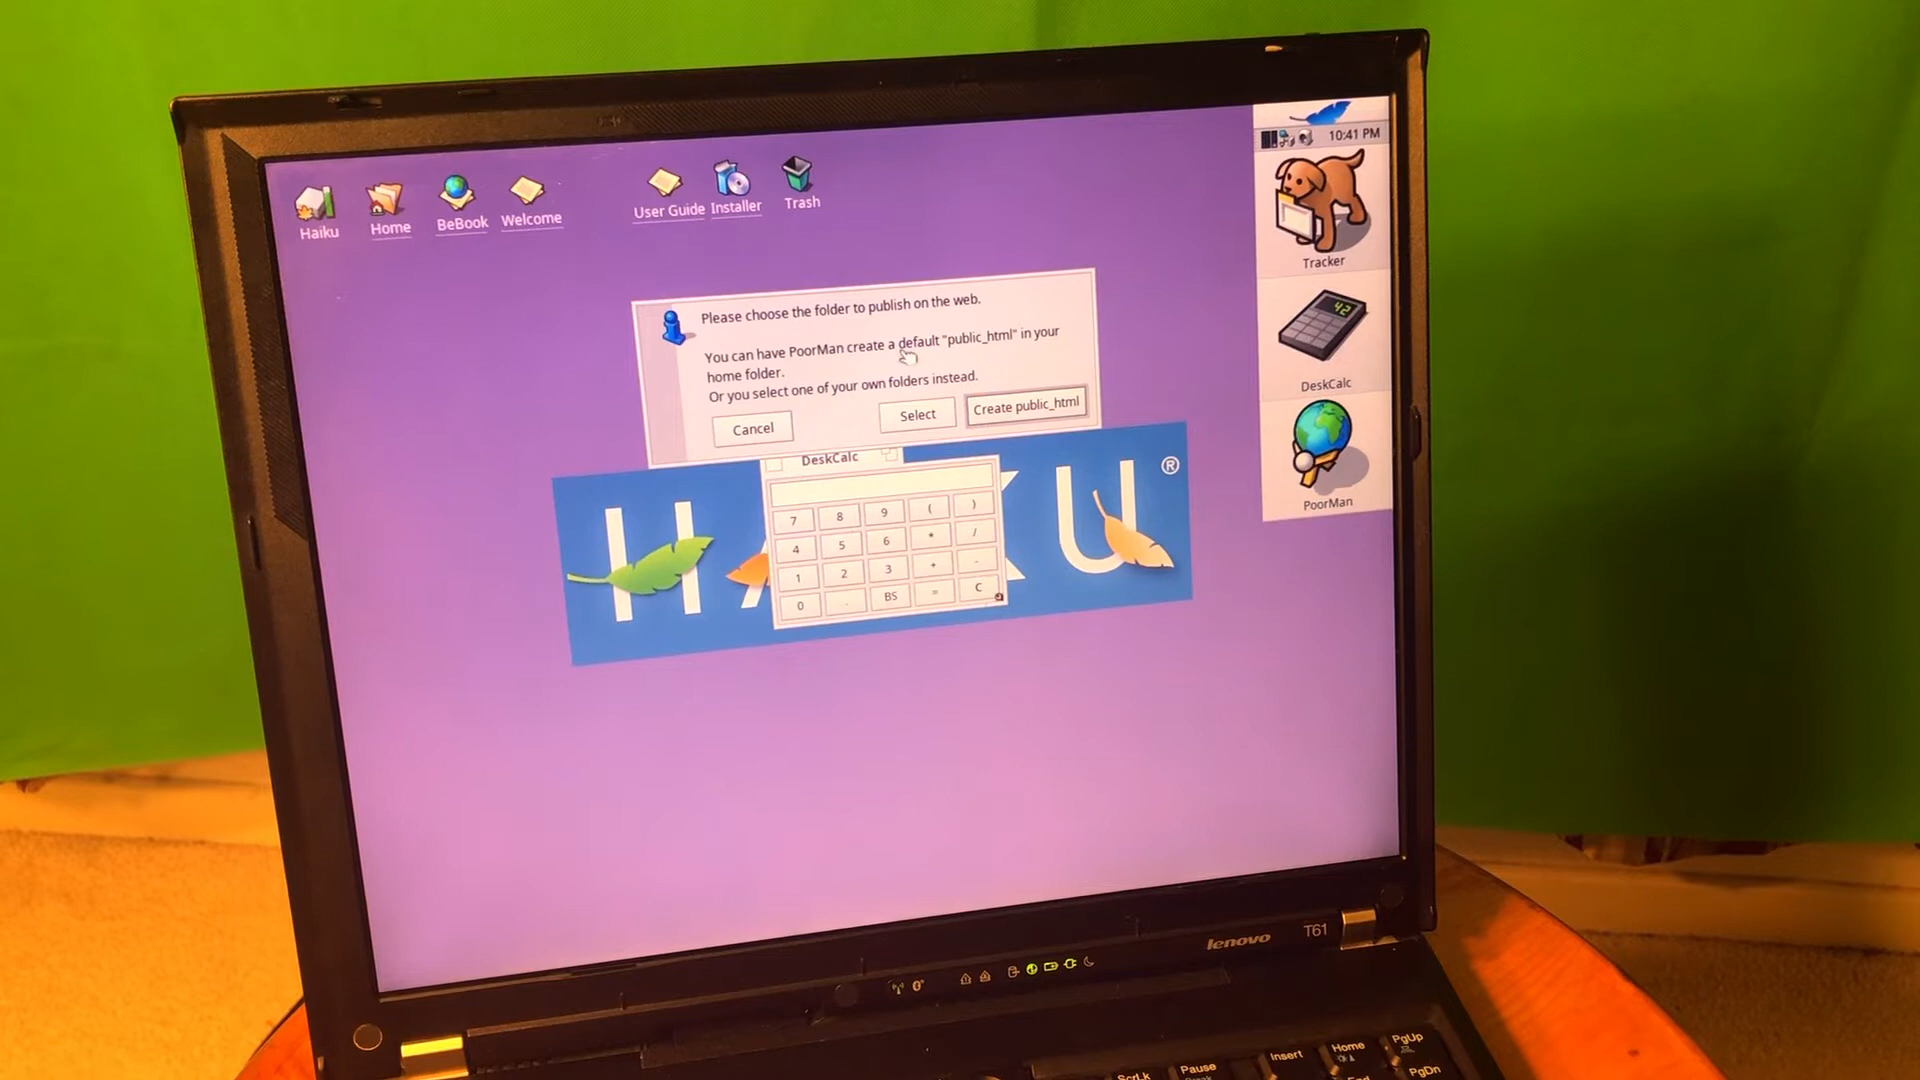 10:41 PM
Haiku
Home
BeBook
Welcome
User Guide
Installer
Trash
Tracker
42
DeskCalc
PoorMan
Please choose the folder to publish on the web.
You can have PoorMan create a default "public_html" in your
home folder.
Or you select one of your own folders instead.
Cancel
Select
Create public_html
DeskCalc
7 8 9 ( )
4 5 6 * /
1 2 3 + -
0 . BS = C
HAIKU ®
lenovo T61
ScrLk
Pause
Insert
Home
PgUp
PgDn